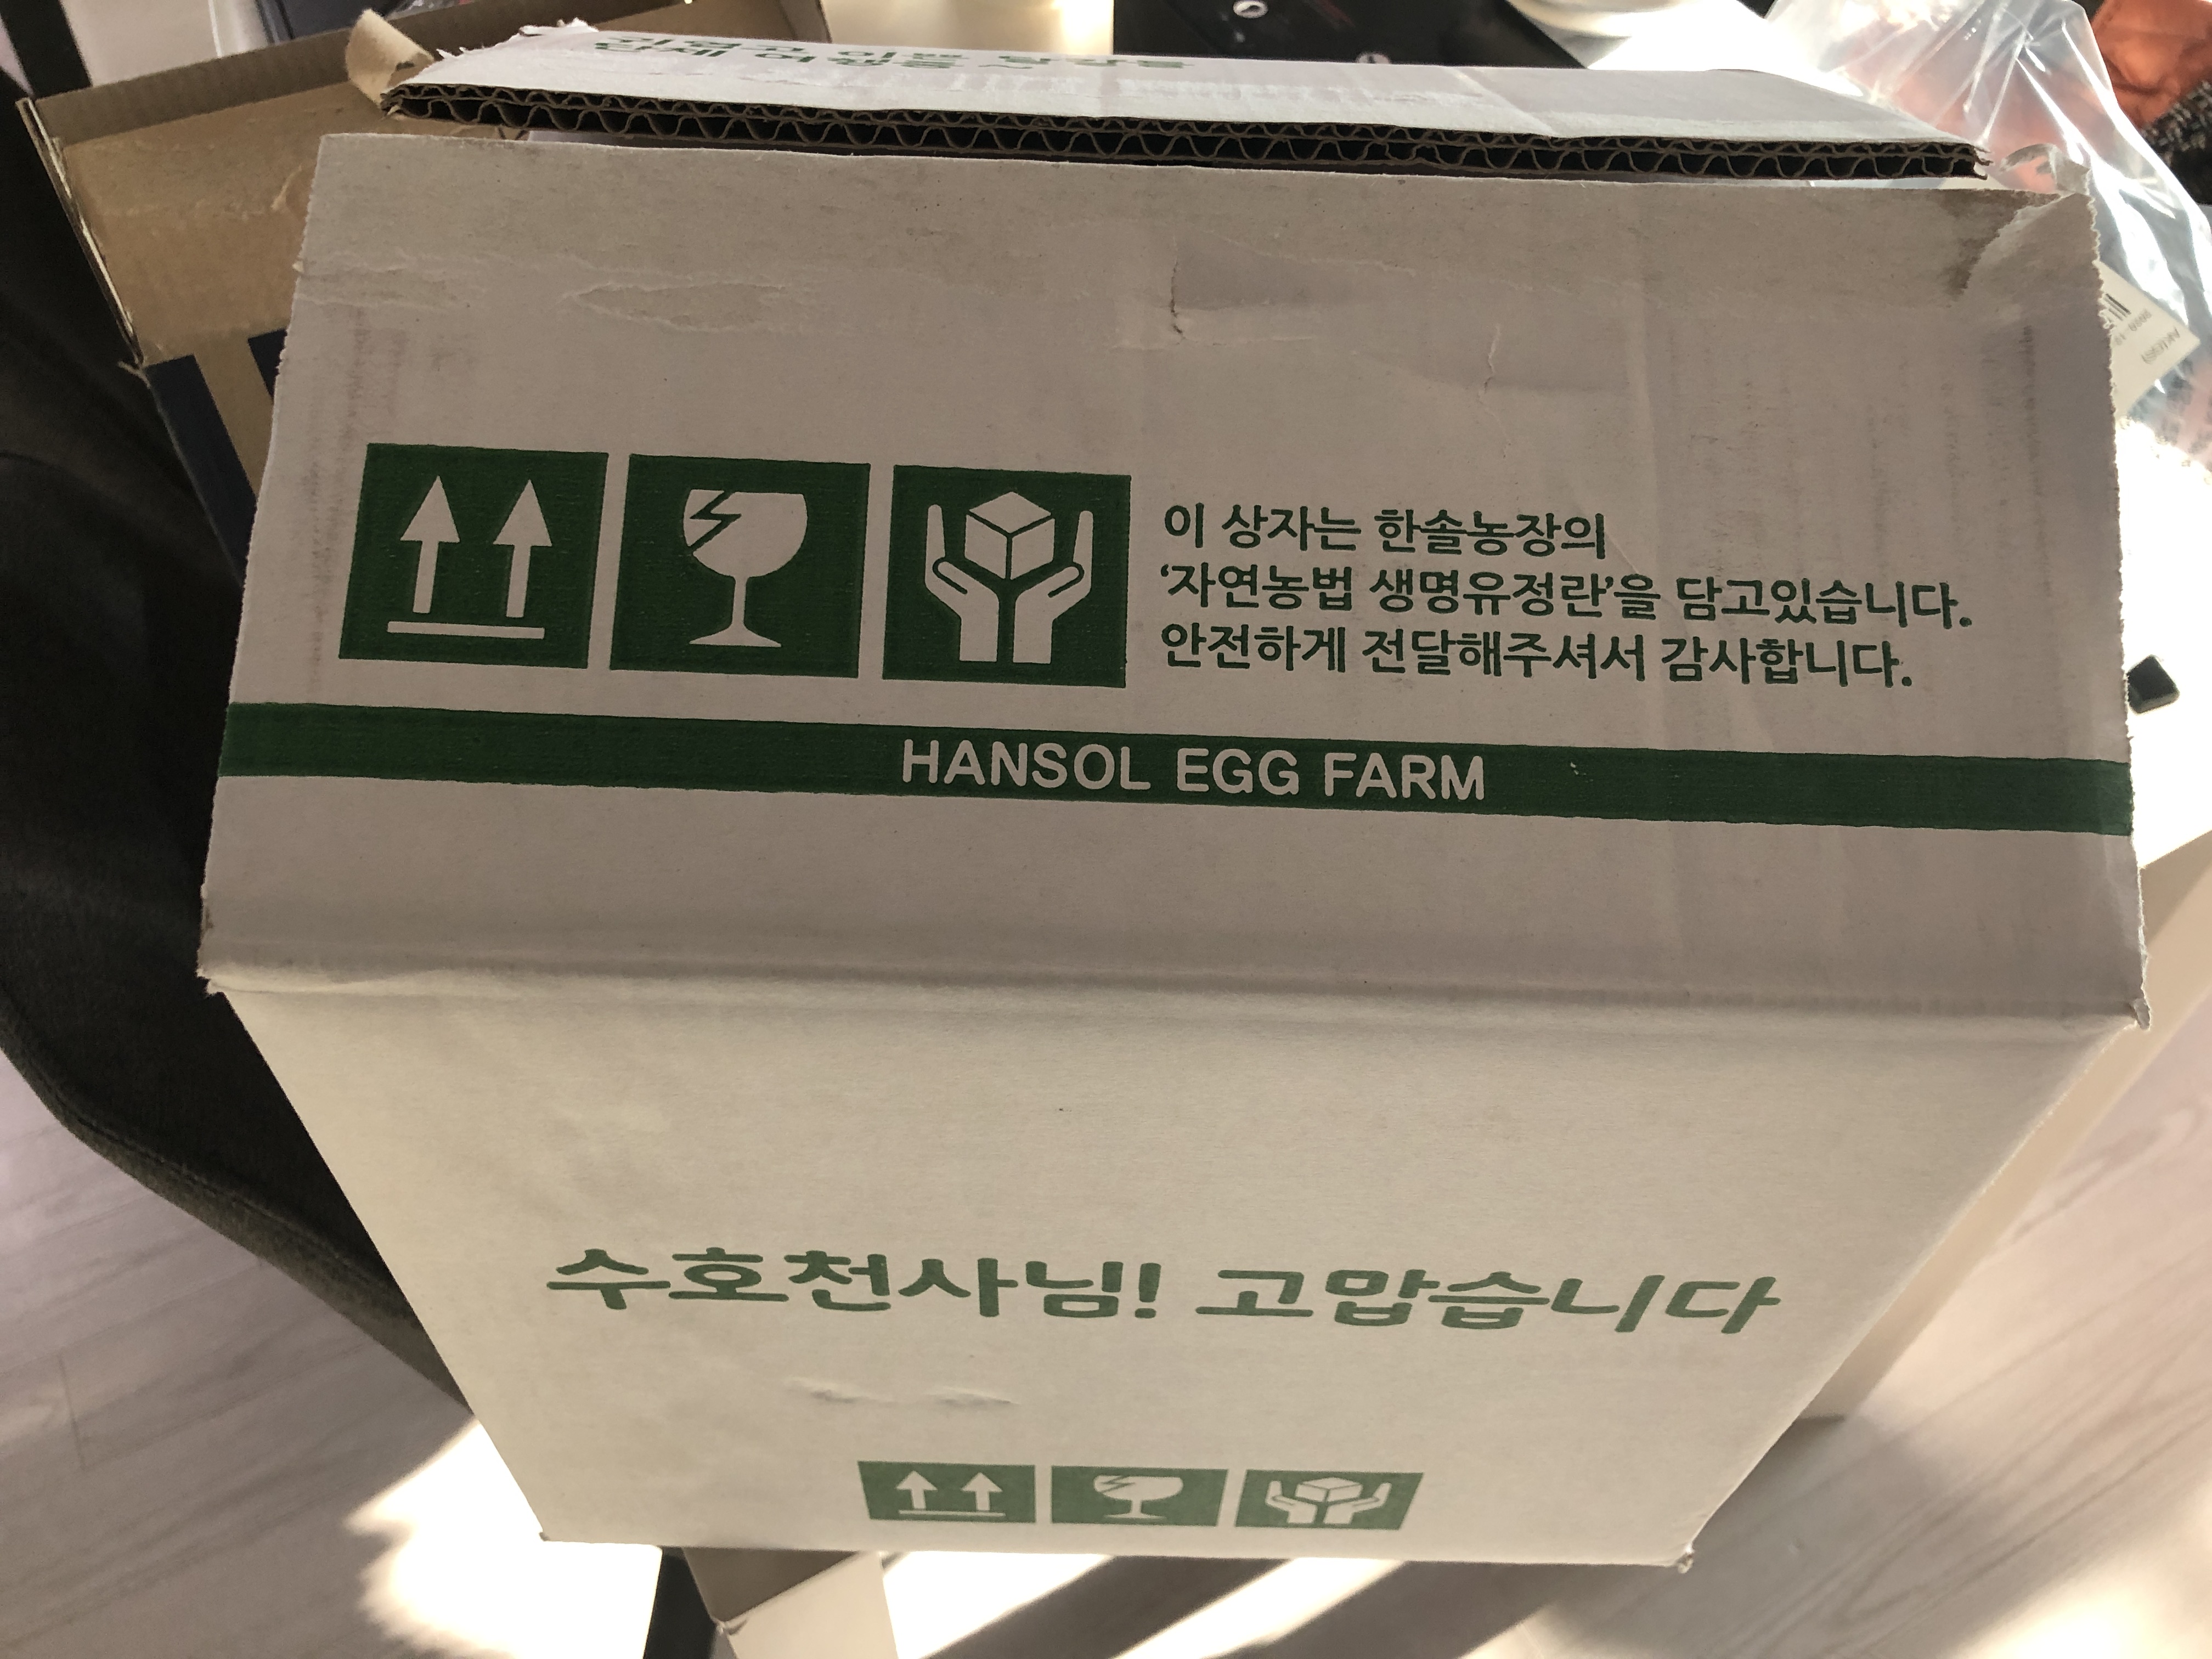 이 상자는 한솔농장의
‘자연농법 생명유정란’을 담고있습니다.
안전하게 전달해주셔서 감사합니다.
HANSOL EGG FARM
수호천사님! 고맙습니다